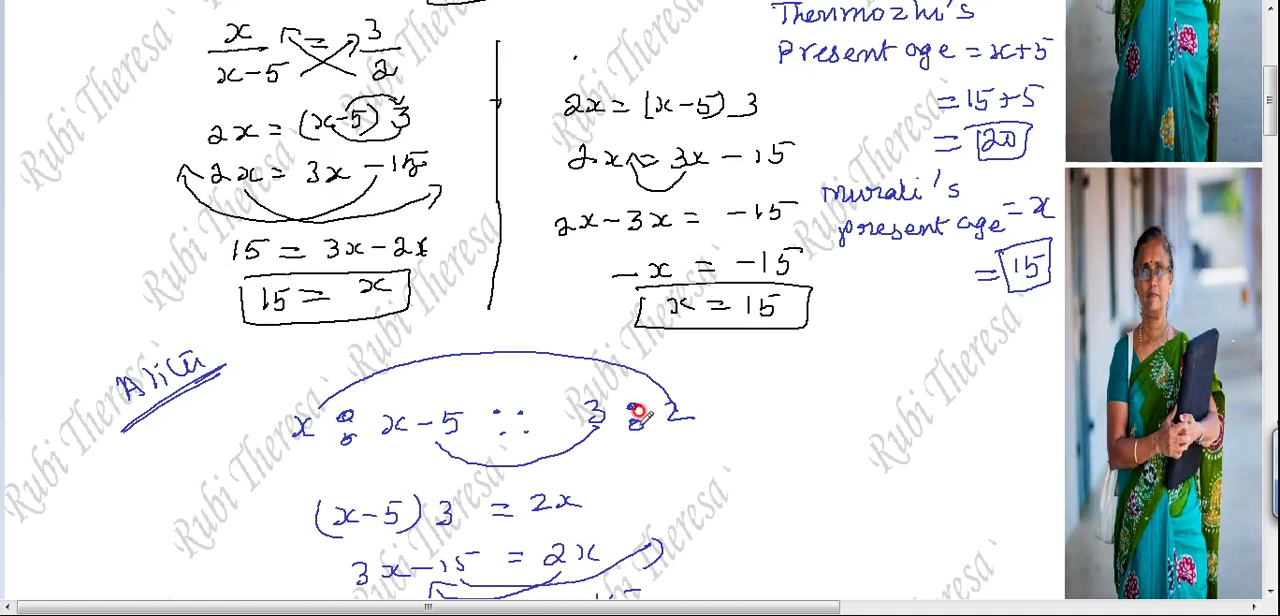 x/(x-5) = 3/2
2x = (x-5) 3
2x = 3x - 15
15 = 3x - 2x
15 = x
2x = (x-5) 3
2x = 3x - 15
2x - 3x = -15
-x = -15
x = 15
Thenmozhi's
Present age = x+5
= 15+5
= 20
Murali's
present age = x
= 15
x : x-5 :: 3 : 2
(x-5) 3 = 2x
3x - 15 = 2x
Rubi Theresa